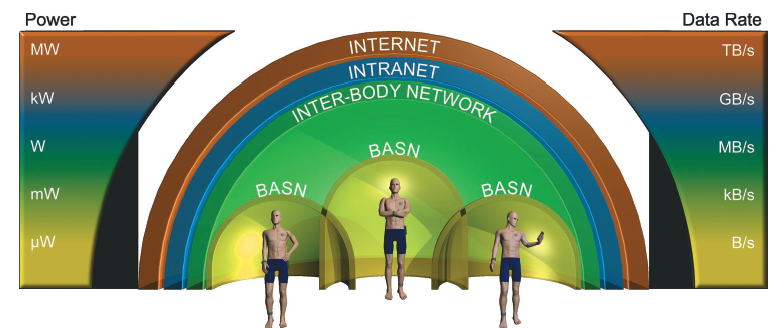 Power
Data Rate
MW
kW
W
mW
μW
INTERNET
INTRANET
INTER-BODY NETWORK
BASN
BASN
BASN
TB/s
GB/s
MB/s
kB/s
B/s